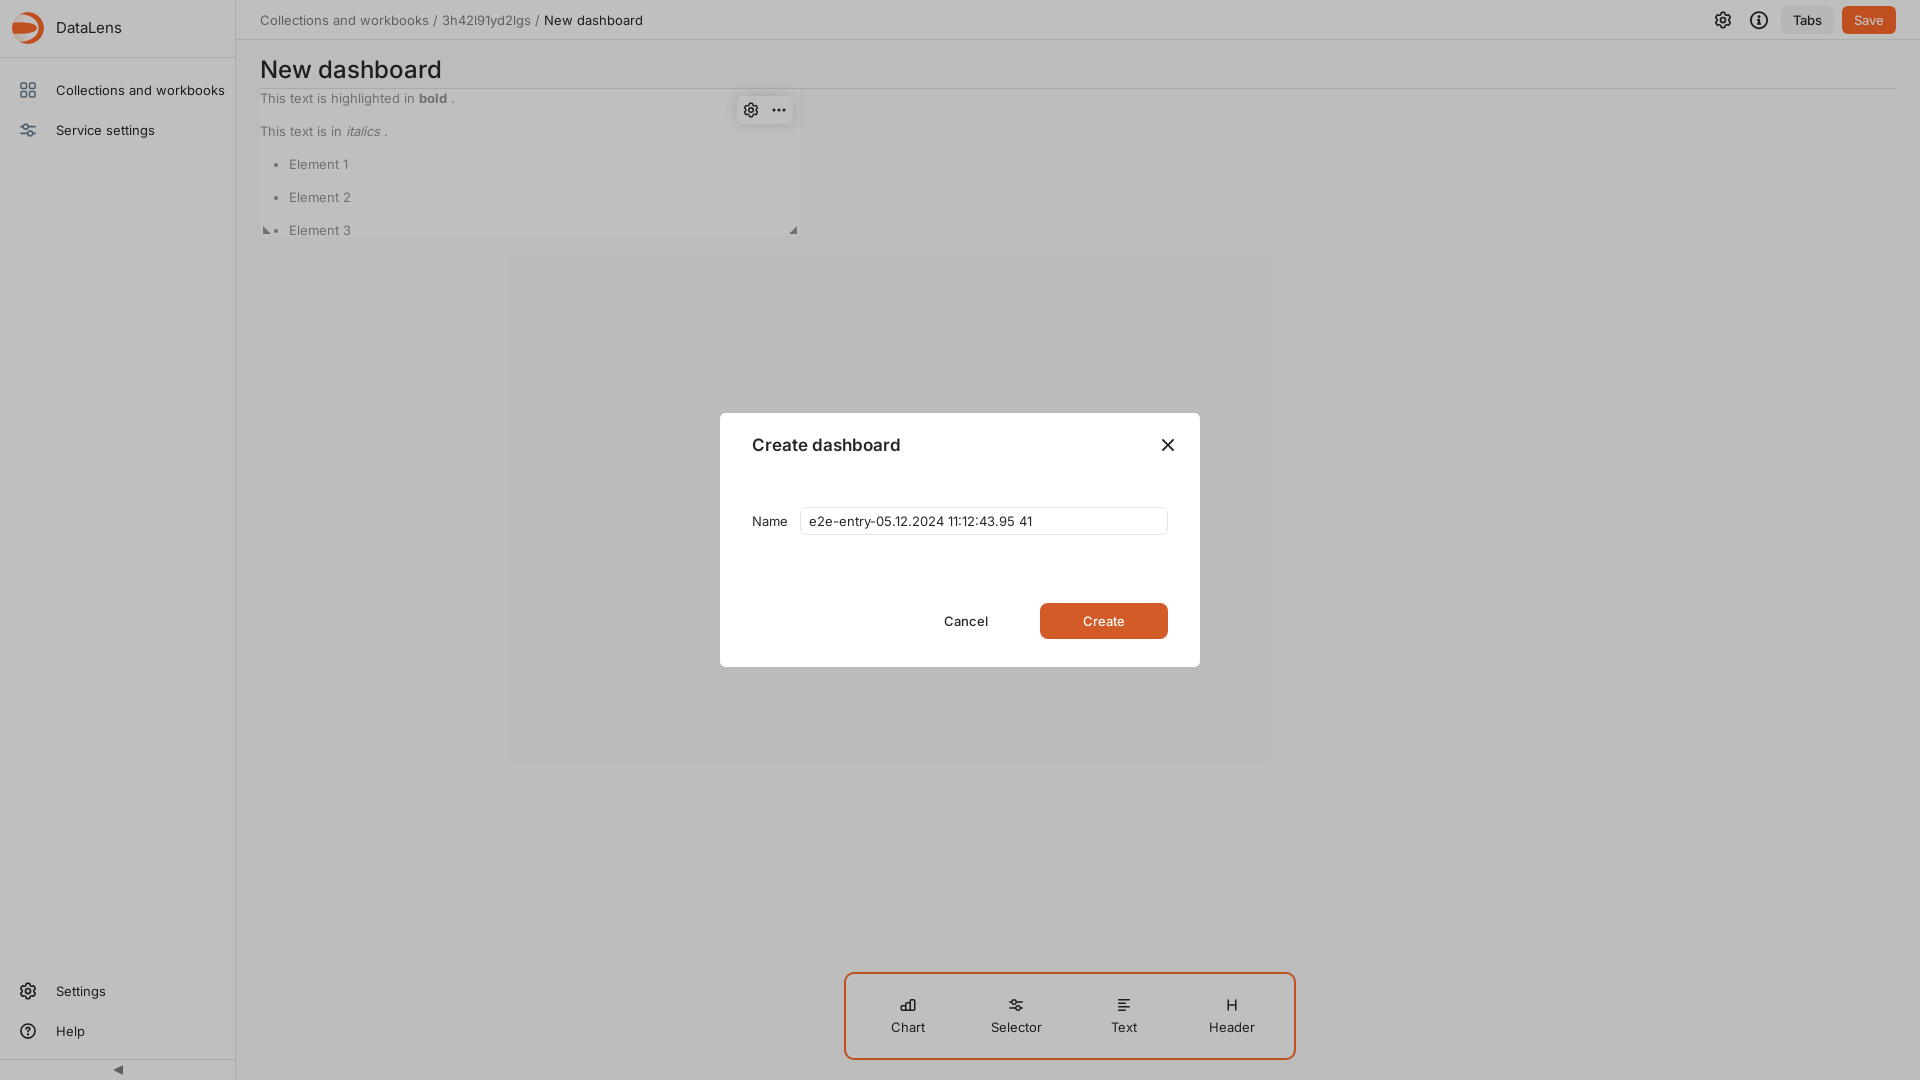 DataLens
Collections and workbooks / 3h42l91yd2lgs / New dashboard
Tabs
Save
Collections and workbooks
Service settings
New dashboard
This text is highlighted in bold .
This text is in italics .
• Element 1
• Element 2
• Element 3
Create dashboard
Name
e2e-entry-05.12.2024 11:12:43.95 41
Cancel
Create
Chart
Selector
Text
Header
Settings
Help